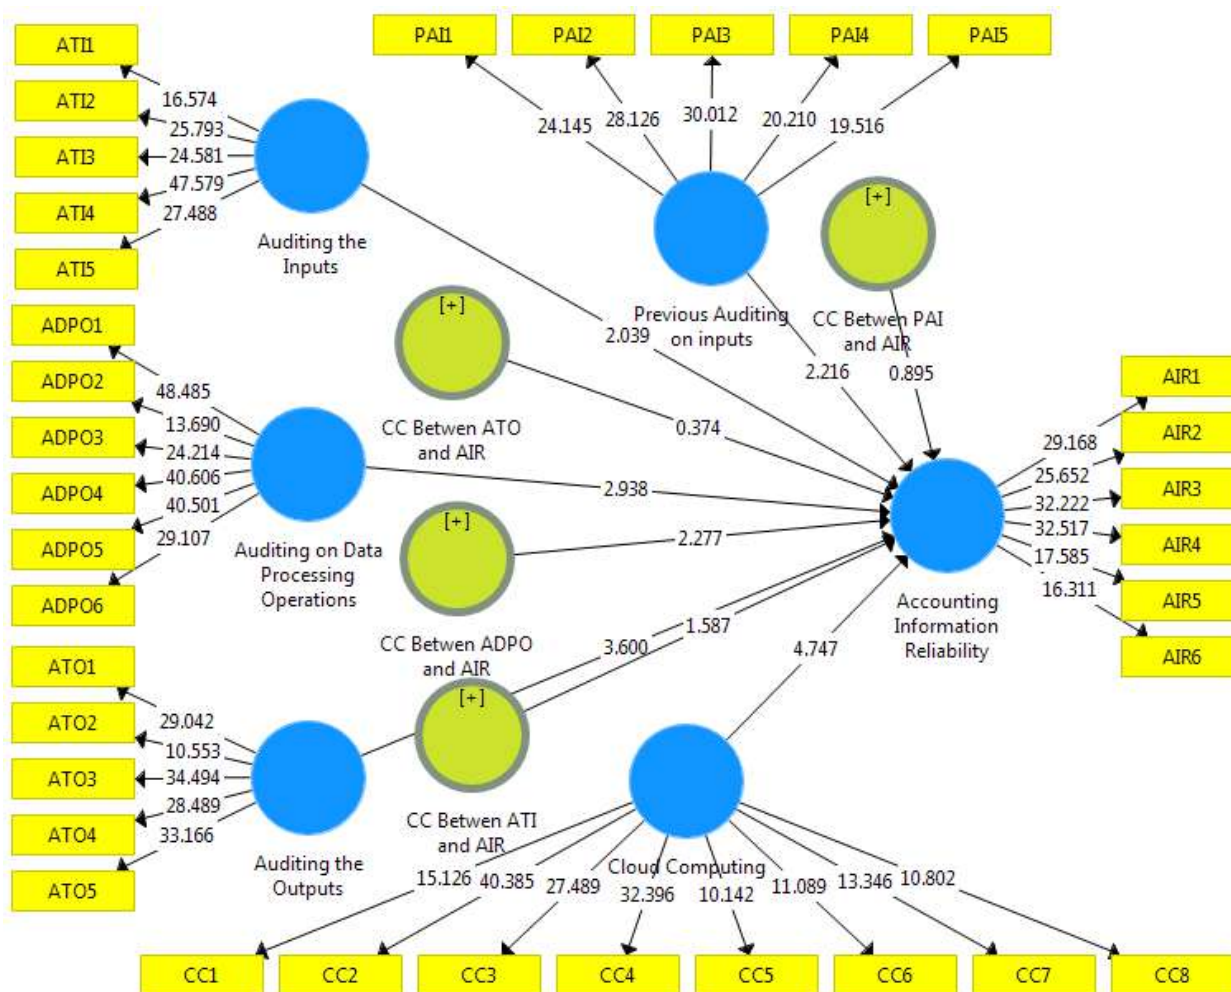 PAI1
PAI2
PAI3
PAI4
PAI5
24.145
28.126
30.012
20.210
19.516
ATI1
ATI2
ATI3
ATI4
ATI5
16.574
25.793
24.581
47.579
27.488
Auditing the
Inputs
[+]
Previous Auditing
on inputs
CC Betwen PAI
and AIR
2.039
2.216
0.895
[+]
CC Betwen ATO
and AIR
0.374
ADPO1
ADPO2
ADPO3
ADPO4
ADPO5
ADPO6
48.485
13.690
24.214
40.606
40.501
29.107
Auditing on Data
Processing
Operations
2.938
[+]
CC Betwen ADPO
and AIR
2.277
AIR1
AIR2
AIR3
AIR4
AIR5
AIR6
29.168
25.652
32.222
32.517
17.585
16.311
Accounting
Information
Reliability
ATO1
ATO2
ATO3
ATO4
ATO5
29.042
10.553
34.494
28.489
33.166
Auditing the
Outputs
3.600
1.587
4.747
[+]
CC Betwen ATI
and AIR
Cloud Computing
15.126
40.385
27.489
32.396
10.142
11.089
13.346
10.802
CC1
CC2
CC3
CC4
CC5
CC6
CC7
CC8